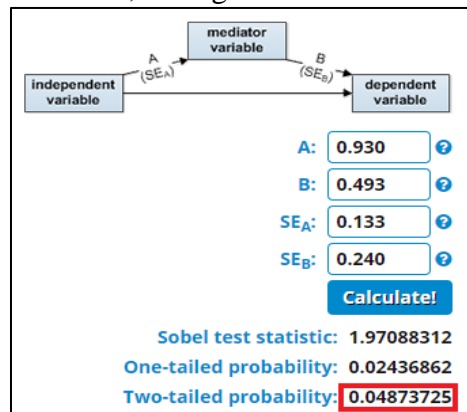 mediator
variable
A
(SEA)
B
(SEB)
independent
variable
dependent
variable
A: 0.930 ?
B: 0.493 ?
SEA: 0.133 ?
SEB: 0.240 ?
Calculate!
Sobel test statistic: 1.97088312
One-tailed probability: 0.02436862
Two-tailed probability: 0.04873725